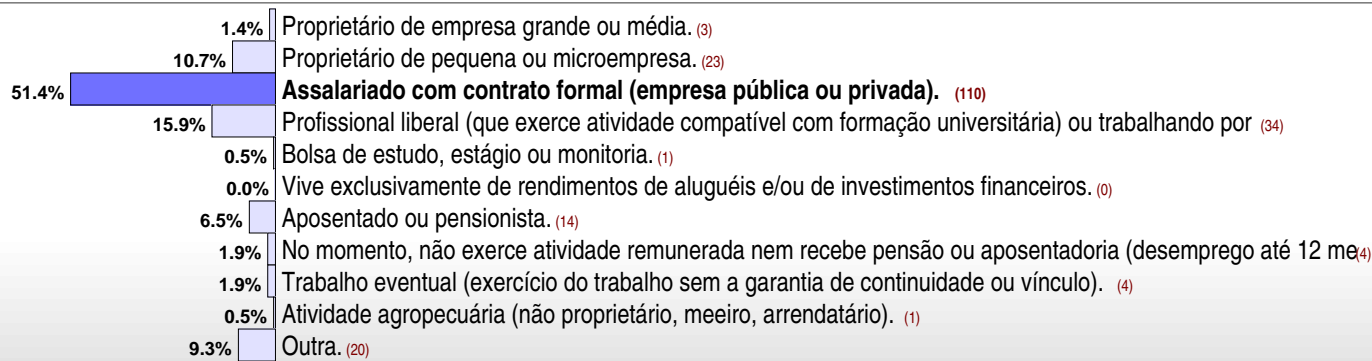 1.4% Proprietário de empresa grande ou média. (3)
10.7% Proprietário de pequena ou microempresa. (23)
51.4% Assalariado com contrato formal (empresa pública ou privada). (110)
15.9% Profissional liberal (que exerce atividade compatível com formação universitária) ou trabalhando por (34)
0.5% Bolsa de estudo, estágio ou monitoria. (1)
0.0% Vive exclusivamente de rendimentos de aluguéis e/ou de investimentos financeiros. (0)
6.5% Aposentado ou pensionista. (14)
1.9% No momento, não exerce atividade remunerada nem recebe pensão ou aposentadoria (desemprego até 12 me(4)
1.9% Trabalho eventual (exercício do trabalho sem a garantia de continuidade ou vínculo). (4)
0.5% Atividade agropecuária (não proprietário, meeiro, arrendatário). (1)
9.3% Outra. (20)